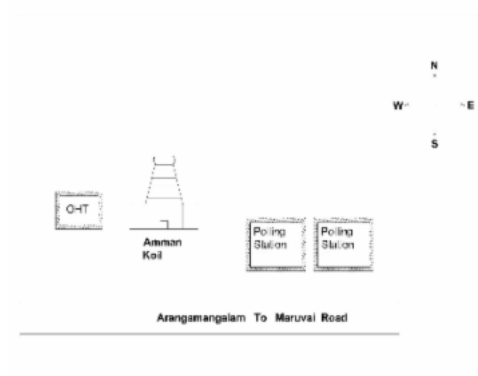 N
W E
S
OHT
Amman
Koil
Polling
Station
Polling
Station
Arangamangalam To Maruvai Road